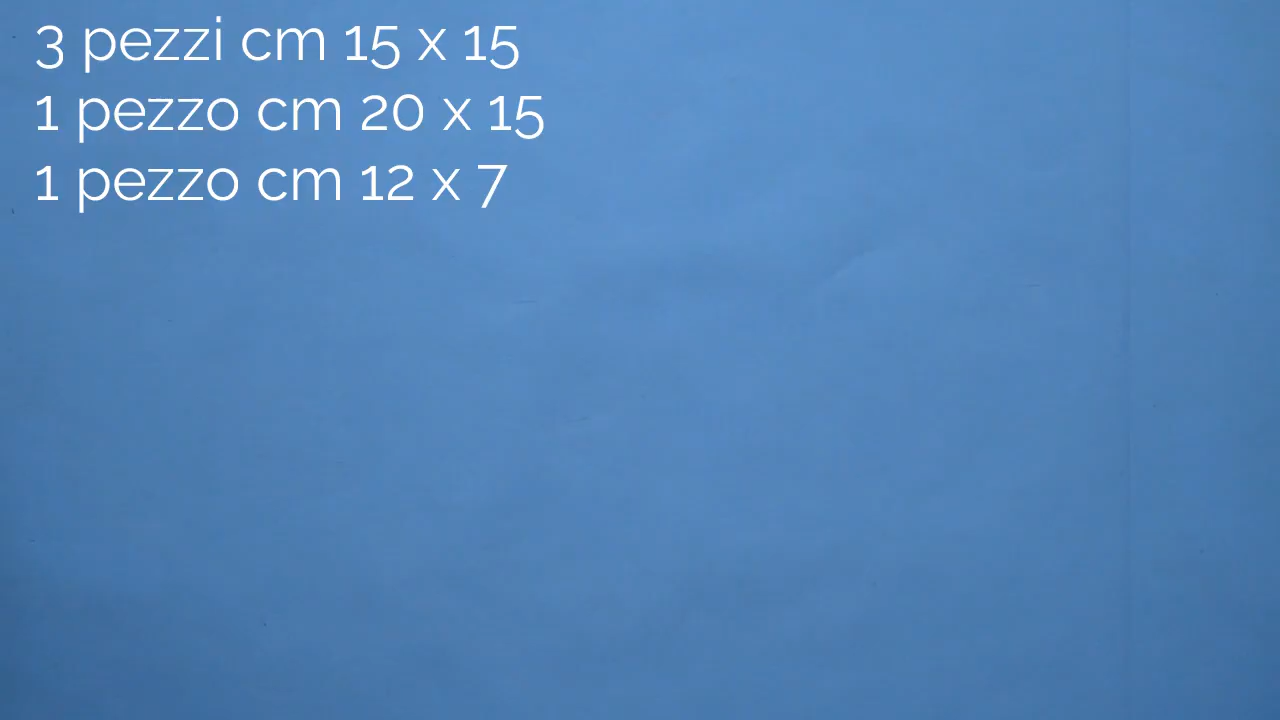 3 pezzi cm 15 x 15
1 pezzo cm 20 x 15
1 pezzo cm 12 x 7